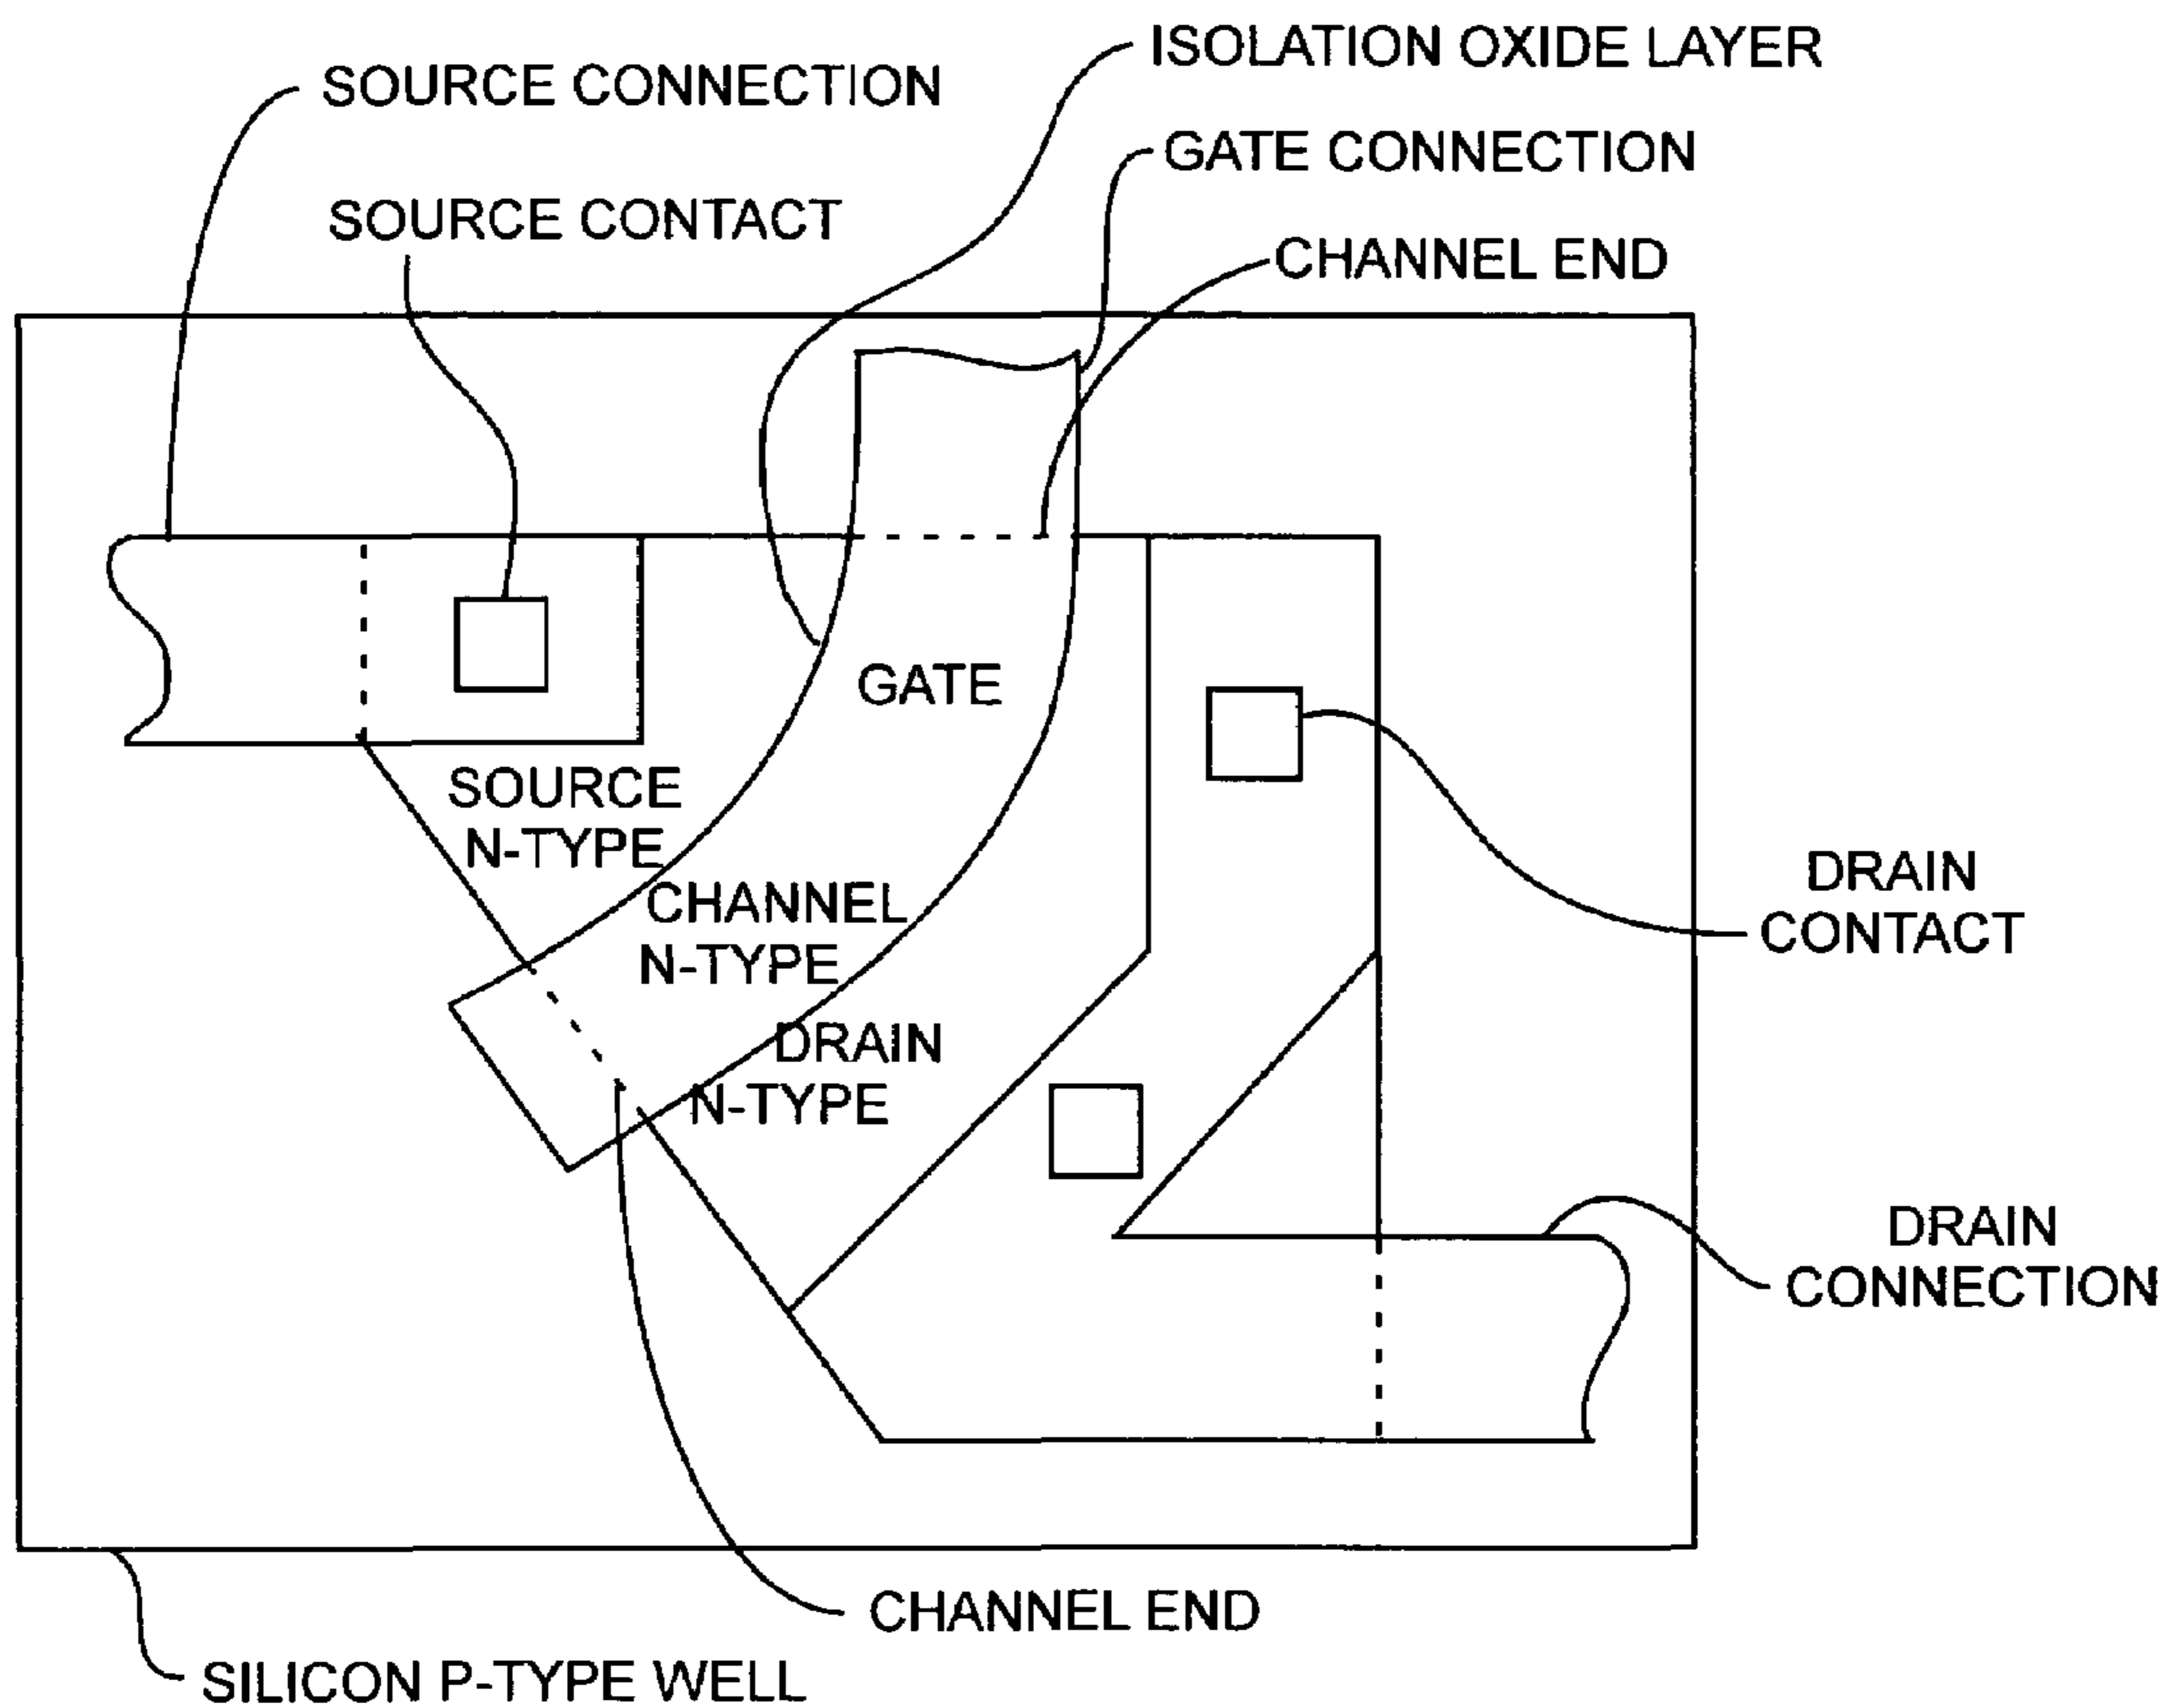 ISOLATION OXIDE LAYER
SOURCE CONNECTION
GATE CONNECTION
SOURCE CONTACT
CHANNEL END
GATE
SOURCE
N-TYPE
CHANNEL
N-TYPE
DRAIN
N-TYPE
DRAIN
CONTACT
DRAIN
CONNECTION
CHANNEL END
SILICON P-TYPE WELL